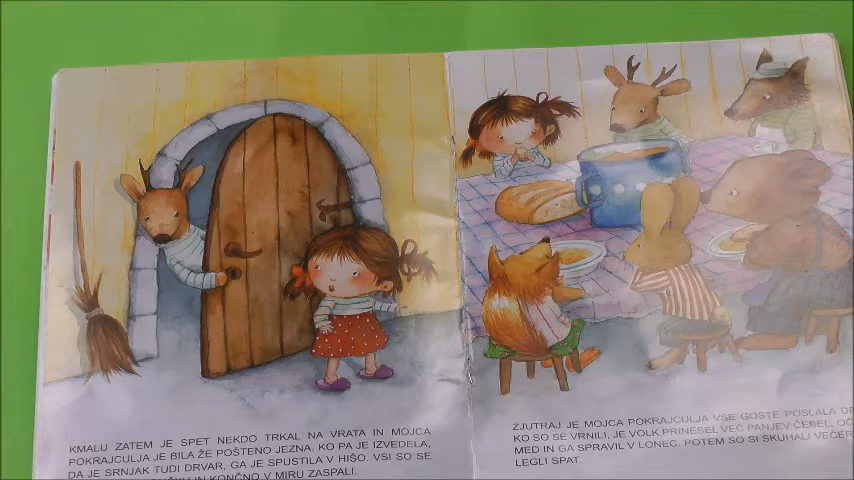 KMALU ZATEM JE SPET NEKDO TRKAL NA VRATA IN MOJCA
POKRAJCULJA JE BILA ŽE POŠTENO JEZNA. KO PA JE IZVEDELA,
DA JE SRNJAK TUDI DRVAR, GA JE SPUSTILA V HIŠO. VSI SO SE
KONČNO V MIRU ZASPALI.
ZJUTRAJ JE MOJCA POKRAJCULJA VSE GOSTE POSLALA
KO SO SE VRNILI, JE VOLK PRINESEL VEČ PANJEV ČEBEL,
MED IN GA SPRAVIL V LONEC. POTEM SO SI SKUHALI
LEGLI SPAT.